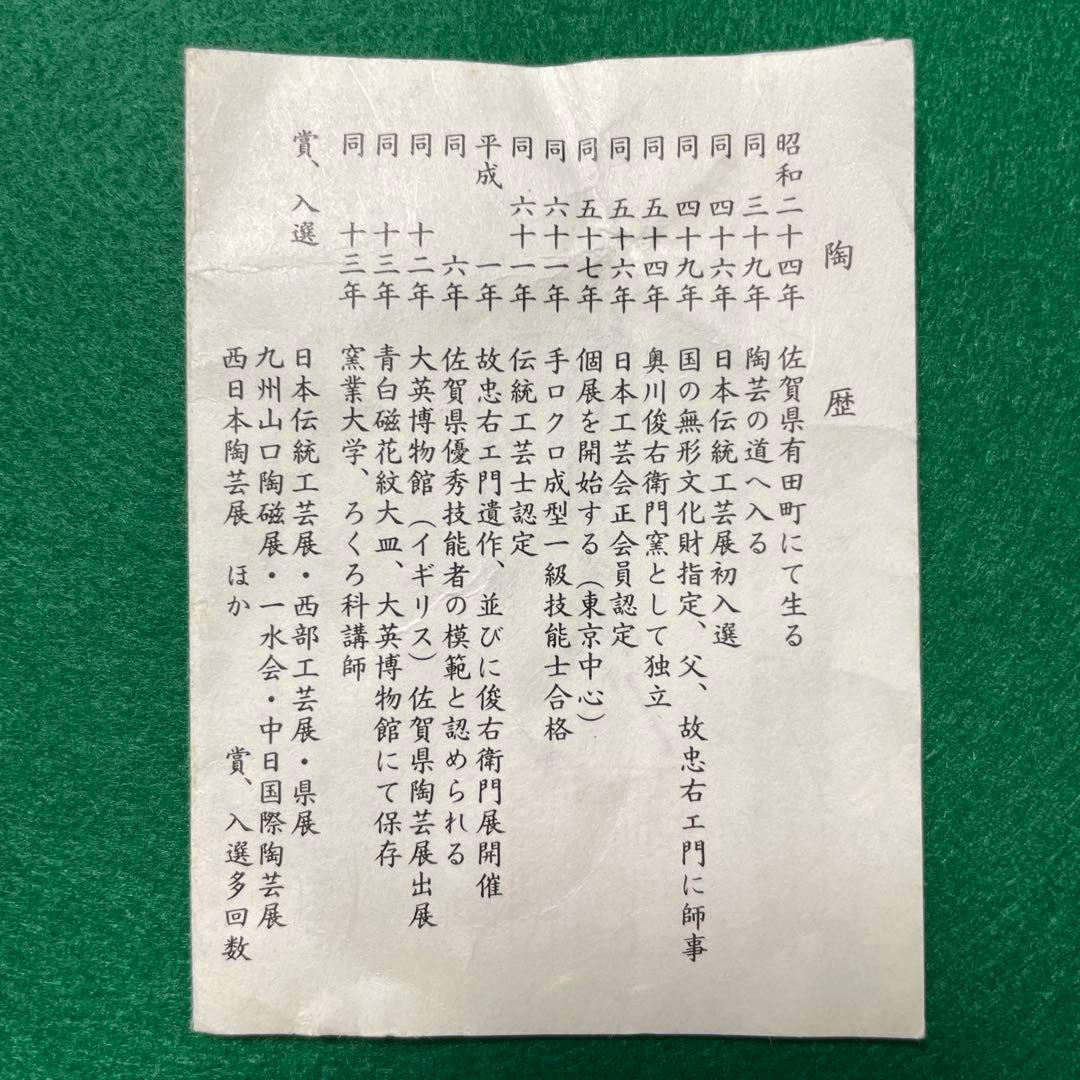 陶歴
昭和二十四年 佐賀県有田町にて生る
同 三十九年 陶芸の道へ入る
同 四十六年 日本伝統工芸展初入選
同 四十九年 国の無形文化財指定、父、故忠右エ門に師事
同 五十四年 奥川俊右衛門窯として独立
同 五十六年 日本工芸会正会員認定
同 五十七年 個展を開始する（東京中心）
同 六十一年 手ロクロ成型一級技能士合格
同 六十一年 伝統工芸士認定
平成 一年 故忠右エ門遺作、並びに俊右衛門展開催
同 六年 佐賀県優秀技能者の模範と認められる
同 十二年 大英博物館（イギリス）佐賀県陶芸展出展
同 十三年 青白磁花紋大皿、大英博物館にて保存
同 十三年 窯業大学、ろくろ科講師
賞、入選 日本伝統工芸展・西部工芸展・県展
九州山口陶磁展・一水会・中日国際陶芸展
西日本陶芸展 ほか 賞、入選多回数